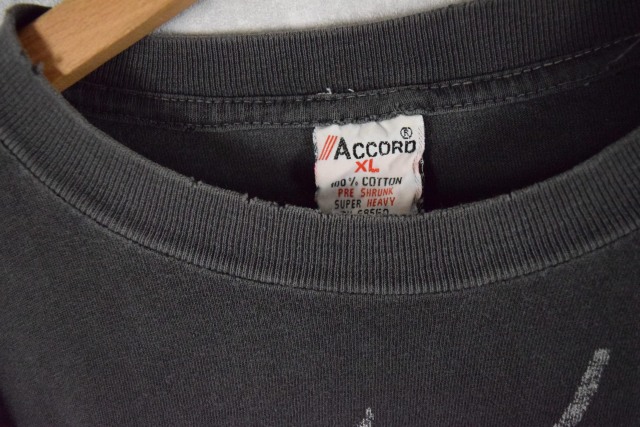 ACCORD®
XL
100% COTTON
PRE SHRUNK
SUPER HEAVY